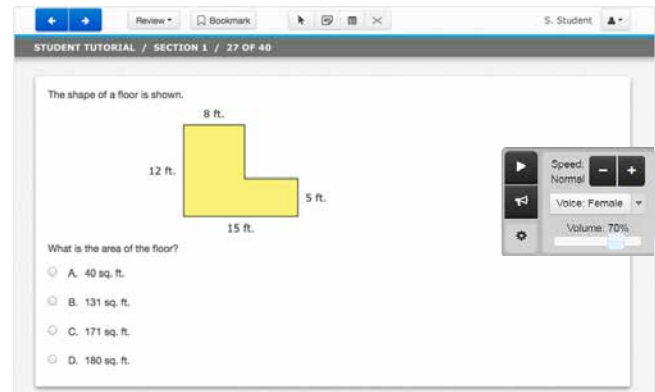 Review
Bookmark
S. Student
STUDENT TUTORIAL / SECTION 1 / 27 OF 40
The shape of a floor is shown.
8 ft.
12 ft.
5 ft.
15 ft.
What is the area of the floor?
A. 40 sq. ft.
B. 131 sq. ft.
C. 171 sq. ft.
D. 180 sq. ft.
Speed:
Normal
Voice: Female
Volume: 70%